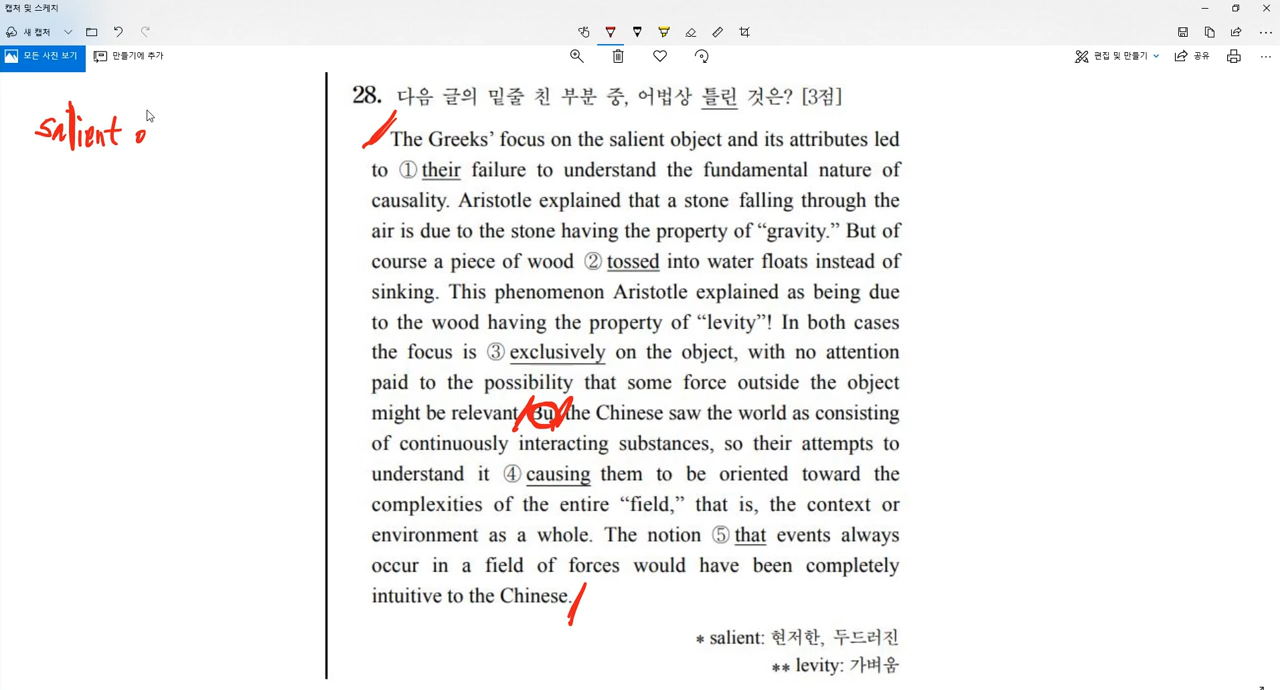 캡처 및 스케치
새 캡처
모든 사진 보기
만들기에 추가
편집 및 만들기
공유
salient o
28. 다음 글의 밑줄 친 부분 중, 어법상 틀린 것은? [3점]
The Greeks’ focus on the salient object and its attributes led
to ① their failure to understand the fundamental nature of
causality. Aristotle explained that a stone falling through the
air is due to the stone having the property of “gravity.” But of
course a piece of wood ② tossed into water floats instead of
sinking. This phenomenon Aristotle explained as being due
to the wood having the property of “levity”! In both cases
the focus is ③ exclusively on the object, with no attention
paid to the possibility that some force outside the object
might be relevant. But the Chinese saw the world as consisting
of continuously interacting substances, so their attempts to
understand it ④ causing them to be oriented toward the
complexities of the entire “field,” that is, the context or
environment as a whole. The notion ⑤ that events always
occur in a field of forces would have been completely
intuitive to the Chinese.
* salient: 현저한, 두드러진
** levity: 가벼움